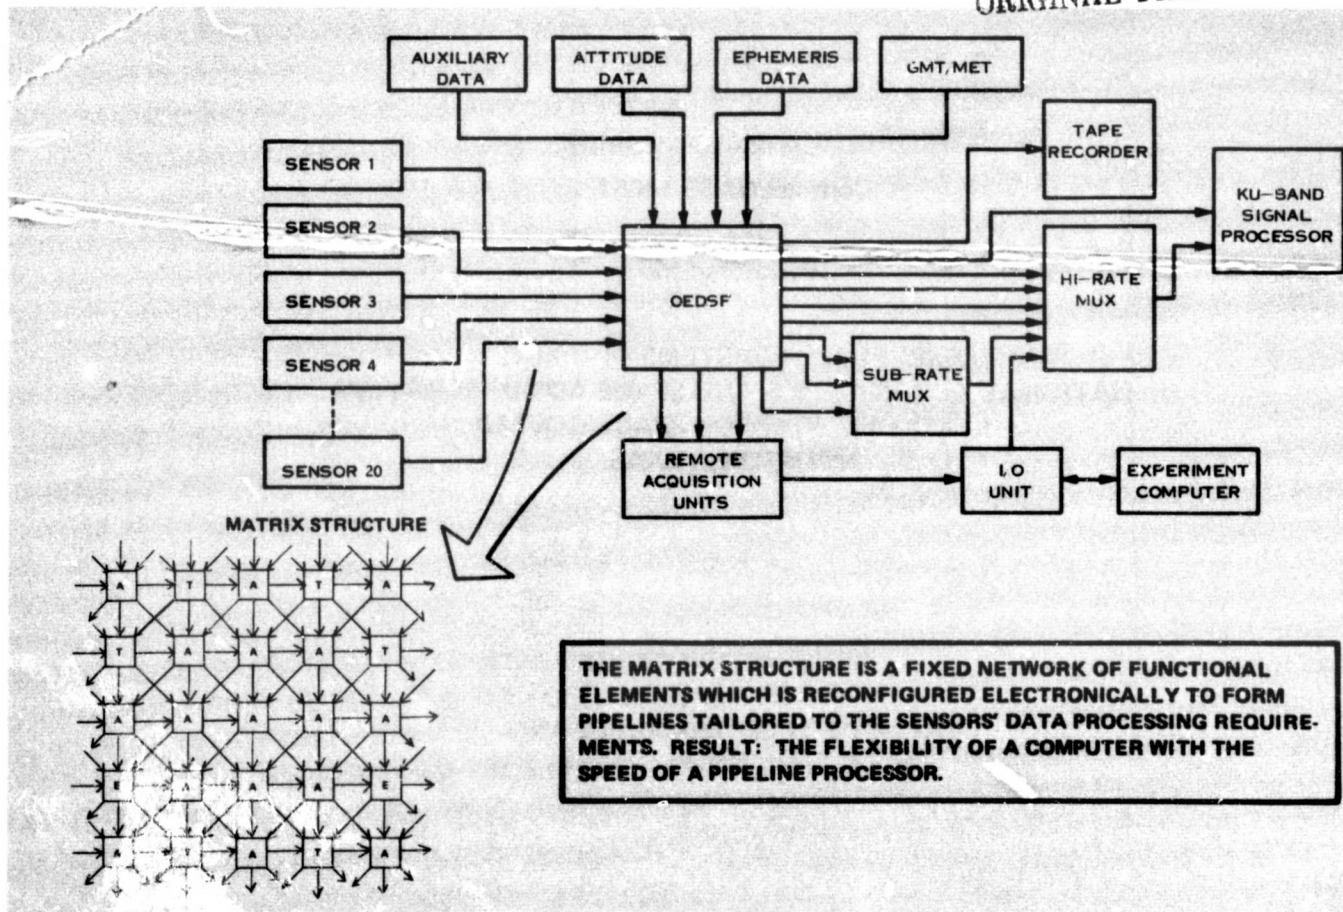 ORIGINAL
AUXILIARY
DATA
ATTITUDE
DATA
EPHEMERIS
DATA
GMT/MET
TAPE
RECORDER
KU-BAND
SIGNAL
PROCESSOR
SENSOR 1
SENSOR 2
SENSOR 3
SENSOR 4
SENSOR 20
OEDSF
HI-RATE
MUX
SUB-RATE
MUX
REMOTE
ACQUISITION
UNITS
I/O
UNIT
EXPERIMENT
COMPUTER
MATRIX STRUCTURE
A T A T A
T A A A T
A A A A A
E A A A E
A T A T A
THE MATRIX STRUCTURE IS A FIXED NETWORK OF FUNCTIONAL
ELEMENTS WHICH IS RECONFIGURED ELECTRONICALLY TO FORM
PIPELINES TAILORED TO THE SENSORS' DATA PROCESSING REQUIRE-
MENTS. RESULT: THE FLEXIBILITY OF A COMPUTER WITH THE
SPEED OF A PIPELINE PROCESSOR.